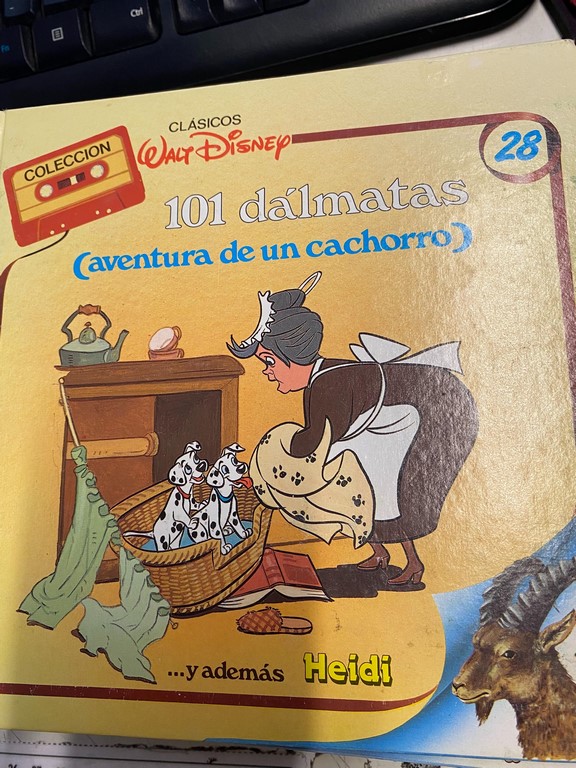 CLÁSICOS
COLECCION
WALT DISNEY
28
101 dálmatas
(aventura de un cachorro)
...y además Heidi